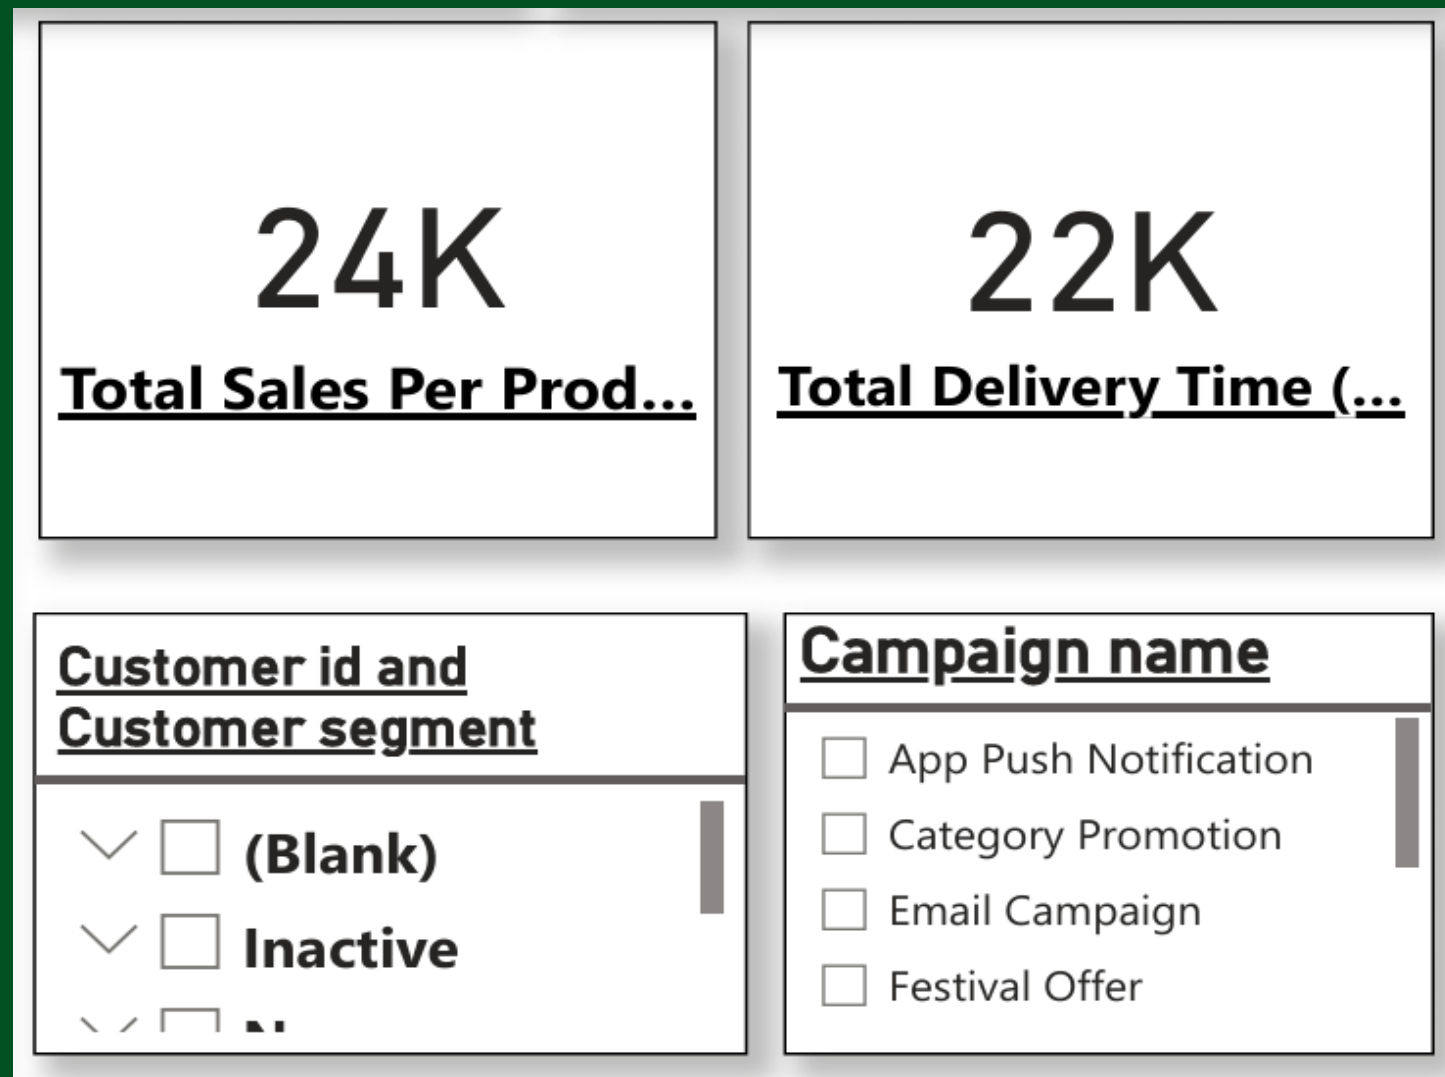 24K
Total Sales Per Prod...
22K
Total Delivery Time (...
Customer id and
Customer segment
(Blank)
Inactive
Campaign name
App Push Notification
Category Promotion
Email Campaign
Festival Offer